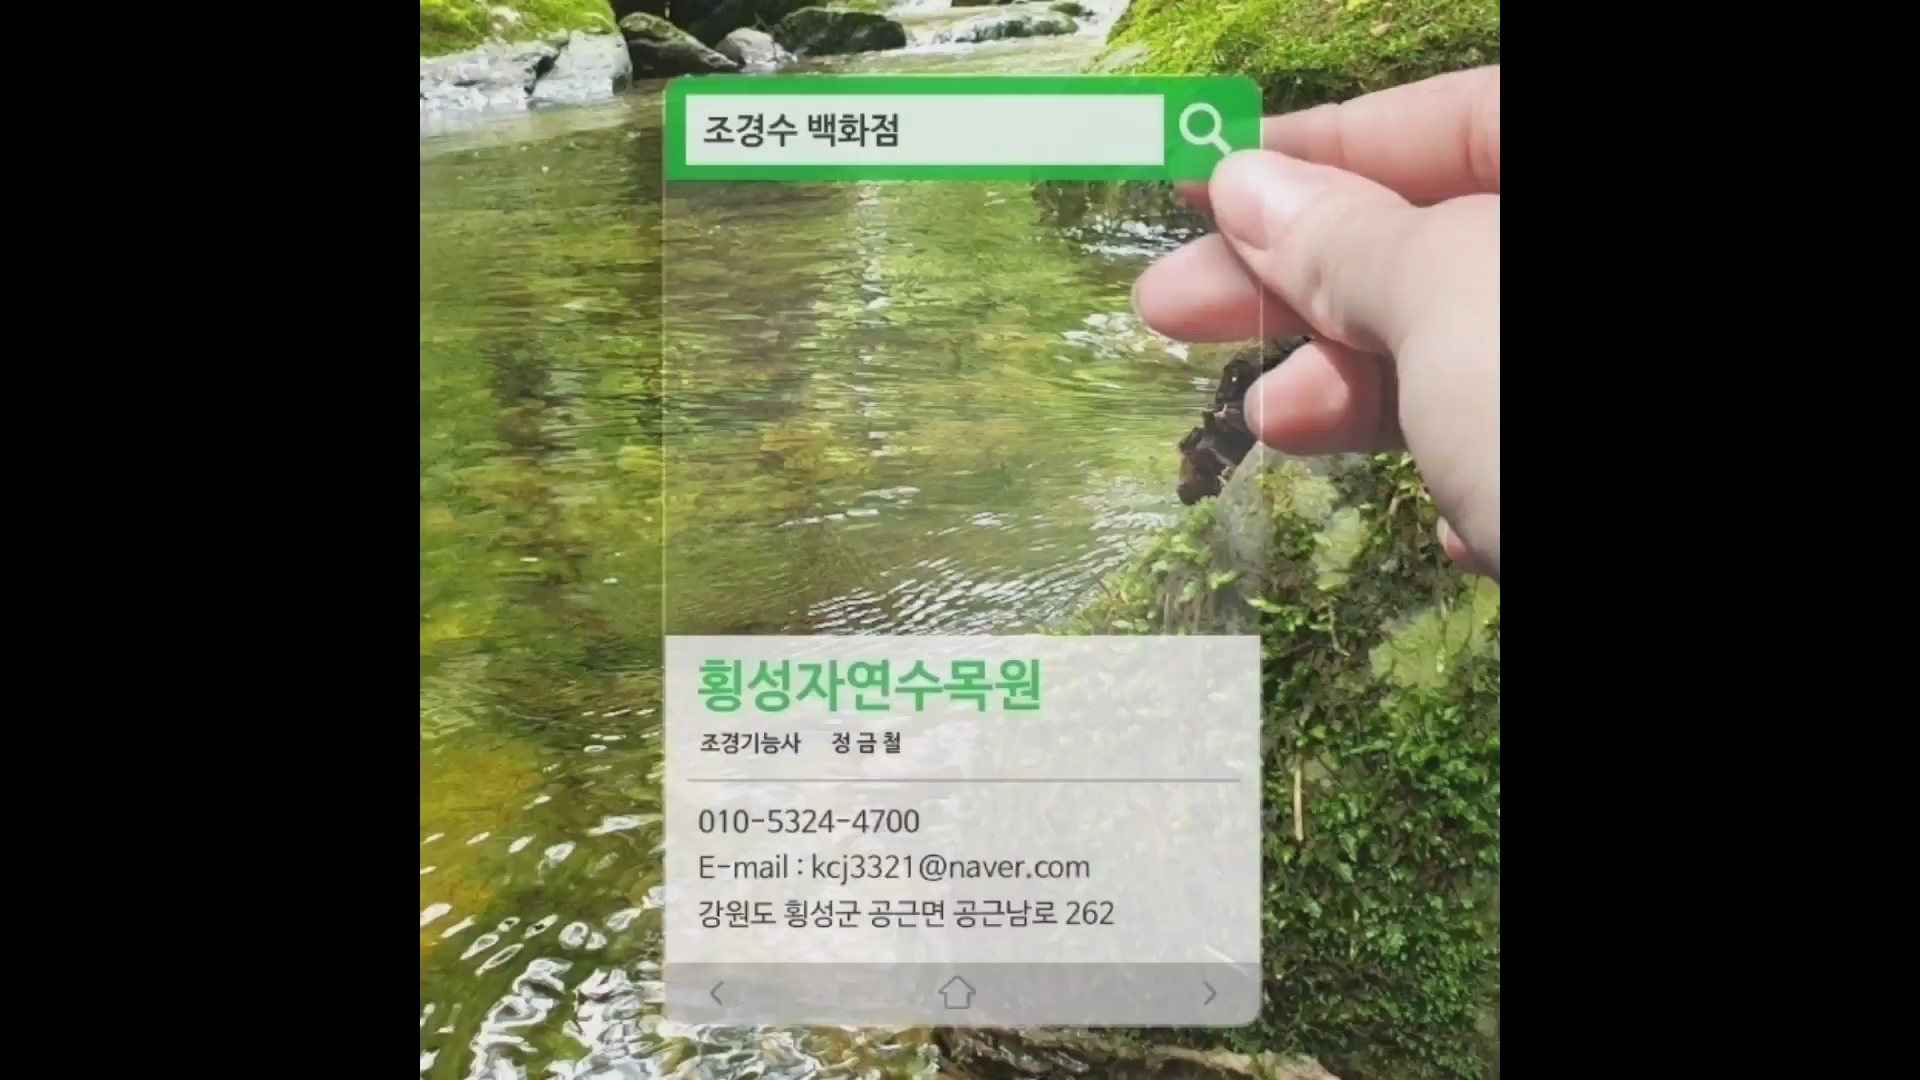 조경수 백화점
횡성자연수목원
조경기능사 정금철
010-5324-4700
E-mail : kcj3321@naver.com
강원도 횡성군 공근면 공근남로 262